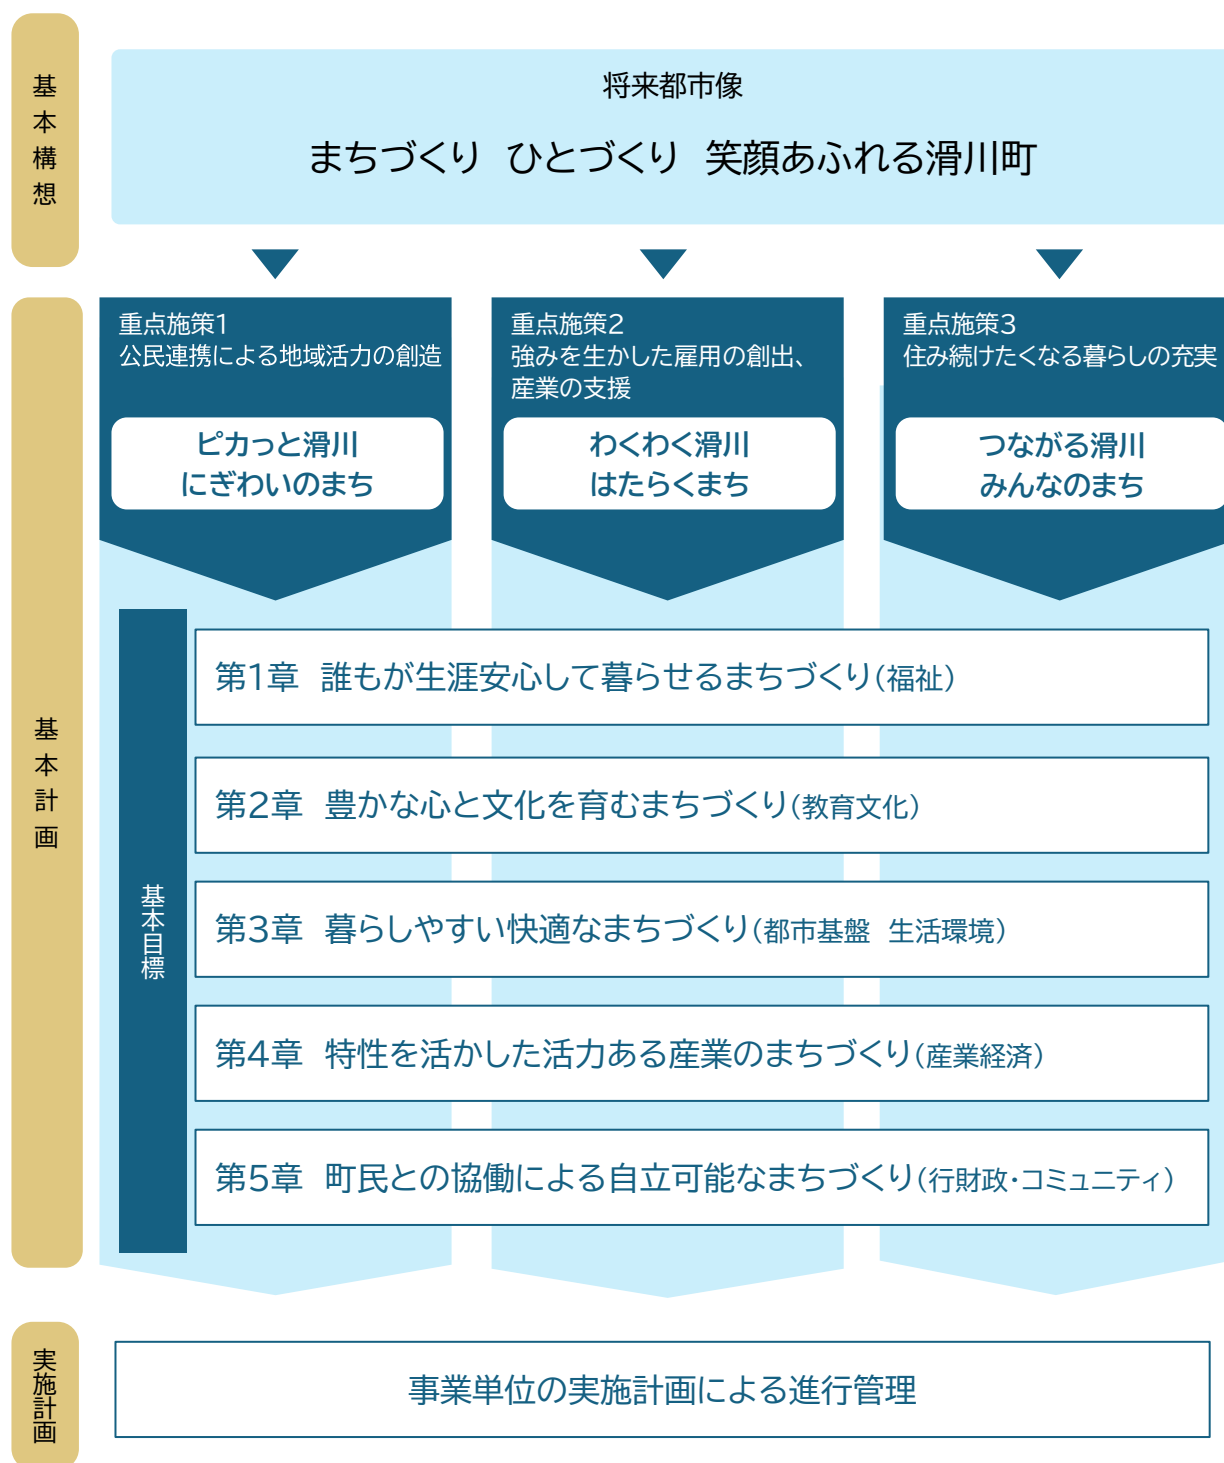 基本構想
将来都市像
まちづくり　ひとづくり　笑顔あふれる滑川町
基本計画
重点施策1
公民連携による地域活力の創造
ピカっと滑川
にぎわいのまち
重点施策2
強みを生かした雇用の創出、
産業の支援
わくわく滑川
はたらくまち
重点施策3
住み続けたくなる暮らしの充実
つながる滑川
みんなのまち
基本目標
第1章　誰もが生涯安心して暮らせるまちづくり(福祉)
第2章　豊かな心と文化を育むまちづくり(教育文化)
第3章　暮らしやすい快適なまちづくり(都市基盤　生活環境)
第4章　特性を活かした活力ある産業のまちづくり(産業経済)
第5章　町民との協働による自立可能なまちづくり(行財政・コミュニティ)
実施計画
事業単位の実施計画による進行管理